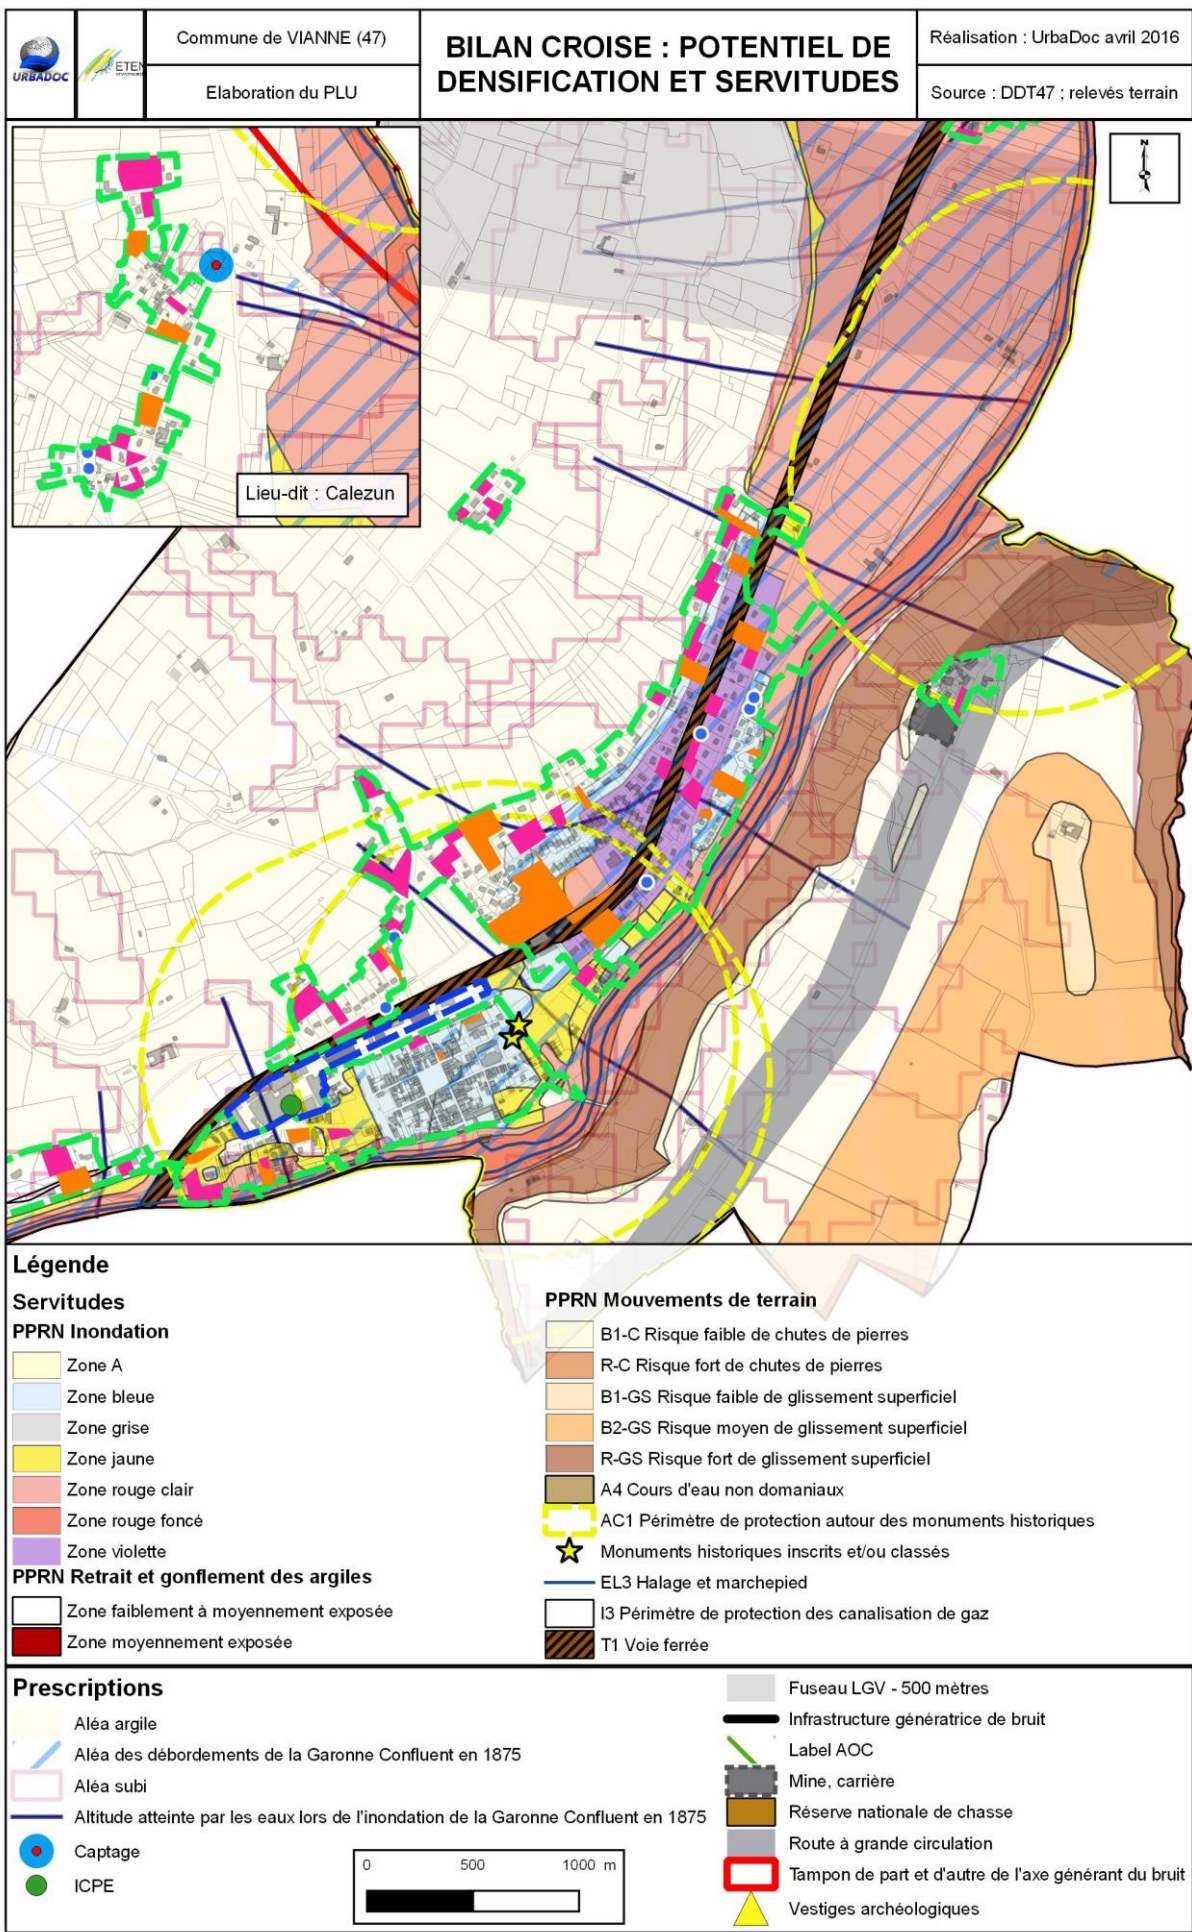 URBADOC
ETEN
environnement
Commune de VIANNE (47)
Elaboration du PLU
BILAN CROISE : POTENTIEL DE
DENSIFICATION ET SERVITUDES
Réalisation : UrbaDoc avril 2016
Source : DDT47 ; relevés terrain
N
Lieu-dit : Calezun
Légende
Servitudes
PPRN Inondation
Zone A
Zone bleue
Zone grise
Zone jaune
Zone rouge clair
Zone rouge foncé
Zone violette
PPRN Retrait et gonflement des argiles
Zone faiblement à moyennement exposée
Zone moyennement exposée
PPRN Mouvements de terrain
B1-C Risque faible de chutes de pierres
R-C Risque fort de chutes de pierres
B1-GS Risque faible de glissement superficiel
B2-GS Risque moyen de glissement superficiel
R-GS Risque fort de glissement superficiel
A4 Cours d'eau non domaniaux
AC1 Périmètre de protection autour des monuments historiques
Monuments historiques inscrits et/ou classés
EL3 Halage et marchepied
I3 Périmètre de protection des canalisation de gaz
T1 Voie ferrée
Prescriptions
Aléa argile
Aléa des débordements de la Garonne Confluent en 1875
Aléa subi
Altitude atteinte par les eaux lors de l'inondation de la Garonne Confluent en 1875
Captage
ICPE
0 500 1000 m
Fuseau LGV - 500 mètres
Infrastructure génératrice de bruit
Label AOC
Mine, carrière
Réserve nationale de chasse
Route à grande circulation
Tampon de part et d'autre de l'axe générant du bruit
Vestiges archéologiques